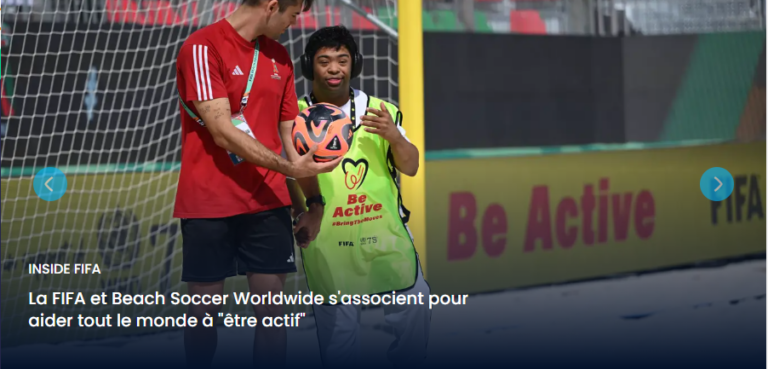 Be
Active
#BringTheMoves
FIFA
Be Active
FIFA
INSIDE FIFA
La FIFA et Beach Soccer Worldwide s'associent pour
aider tout le monde à "être actif"